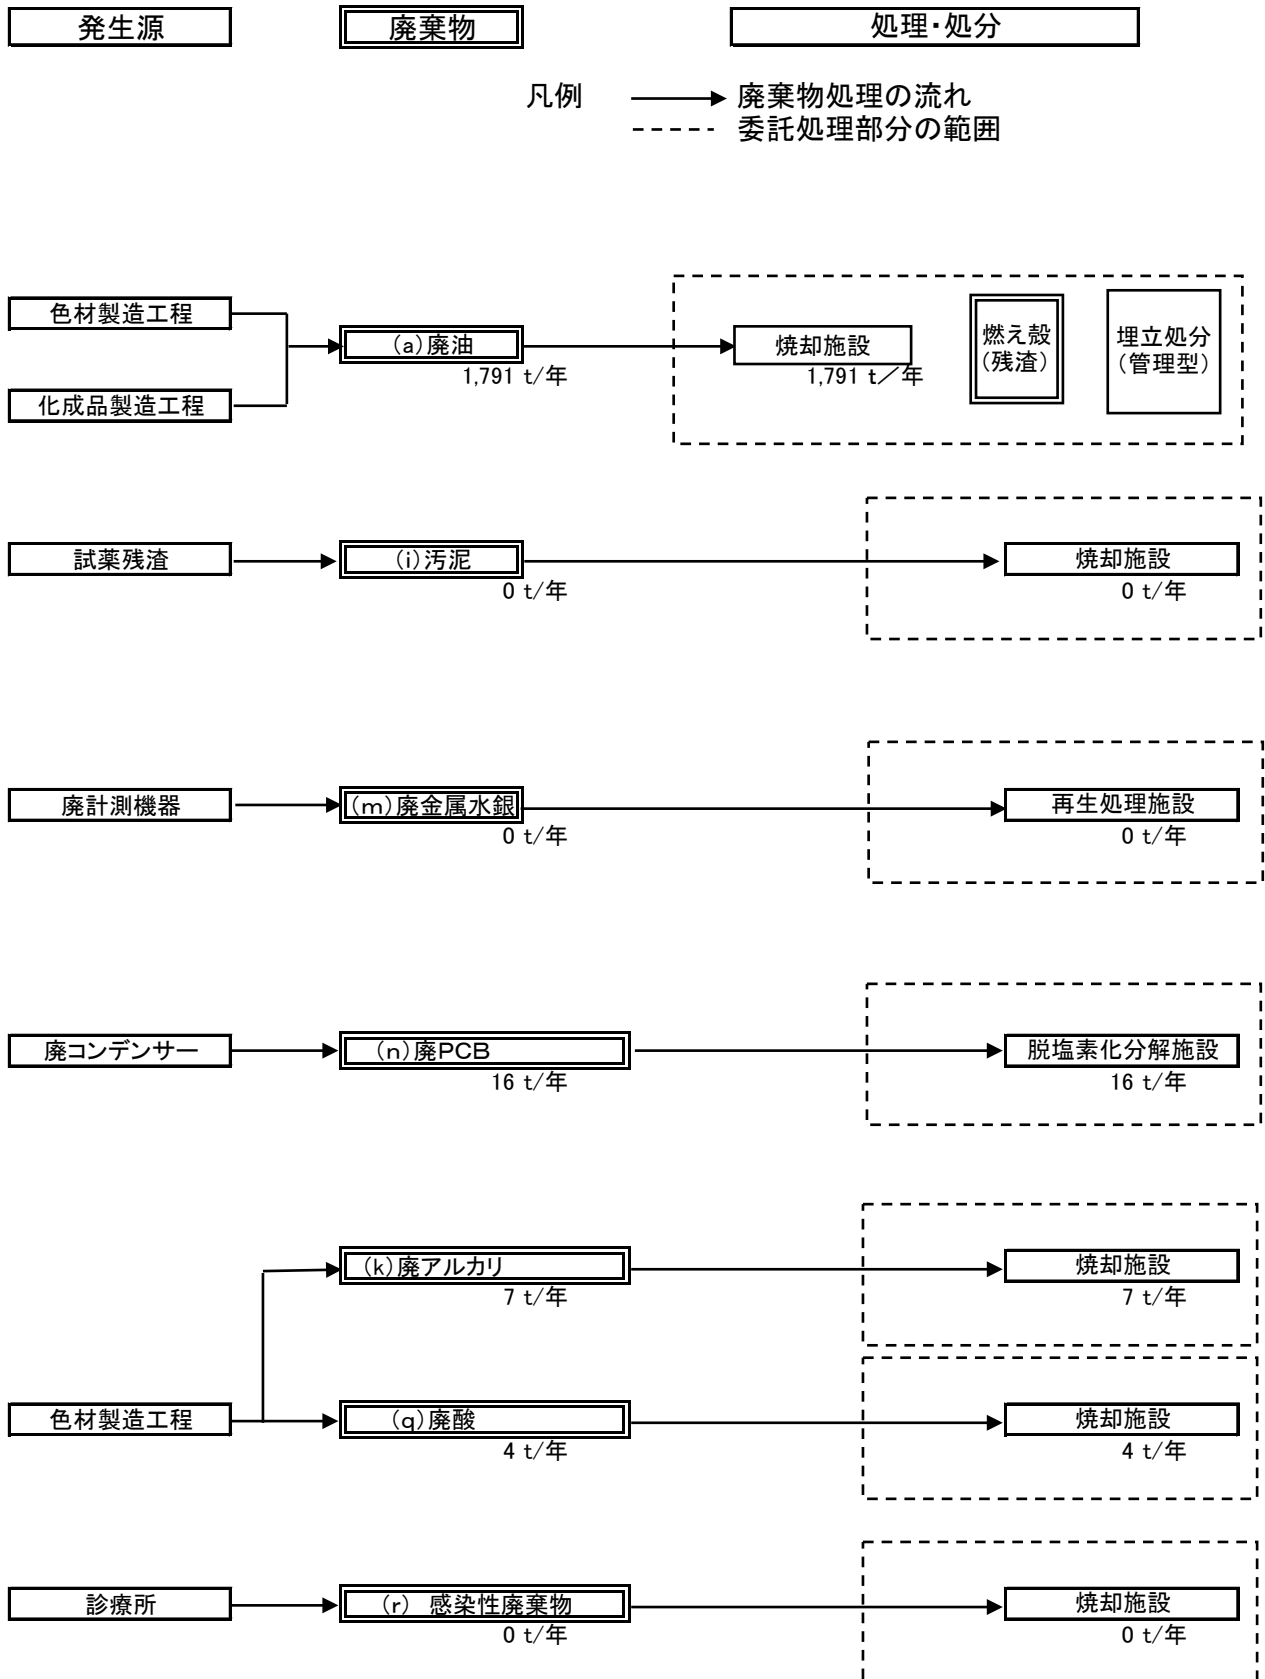 発生源 廃棄物 処理・処分
凡例 廃棄物処理の流れ
委託処理部分の範囲
色材製造工程
化成品製造工程
(a)廃油
1,791 t/年
焼却施設
1,791 t／年
燃え殻
(残渣)
埋立処分
(管理型)
試薬残渣 (i)汚泥 焼却施設
0 t/年 0 t/年
廃計測機器 (m)廃金属水銀 再生処理施設
0 t/年 0 t/年
廃コンデンサー (n)廃PCB 脱塩素化分解施設
16 t/年 16 t/年
(k)廃アルカリ 焼却施設
7 t/年 7 t/年
色材製造工程 (q)廃酸 焼却施設
4 t/年 4 t/年
診療所 (r) 感染性廃棄物 焼却施設
0 t/年 0 t/年